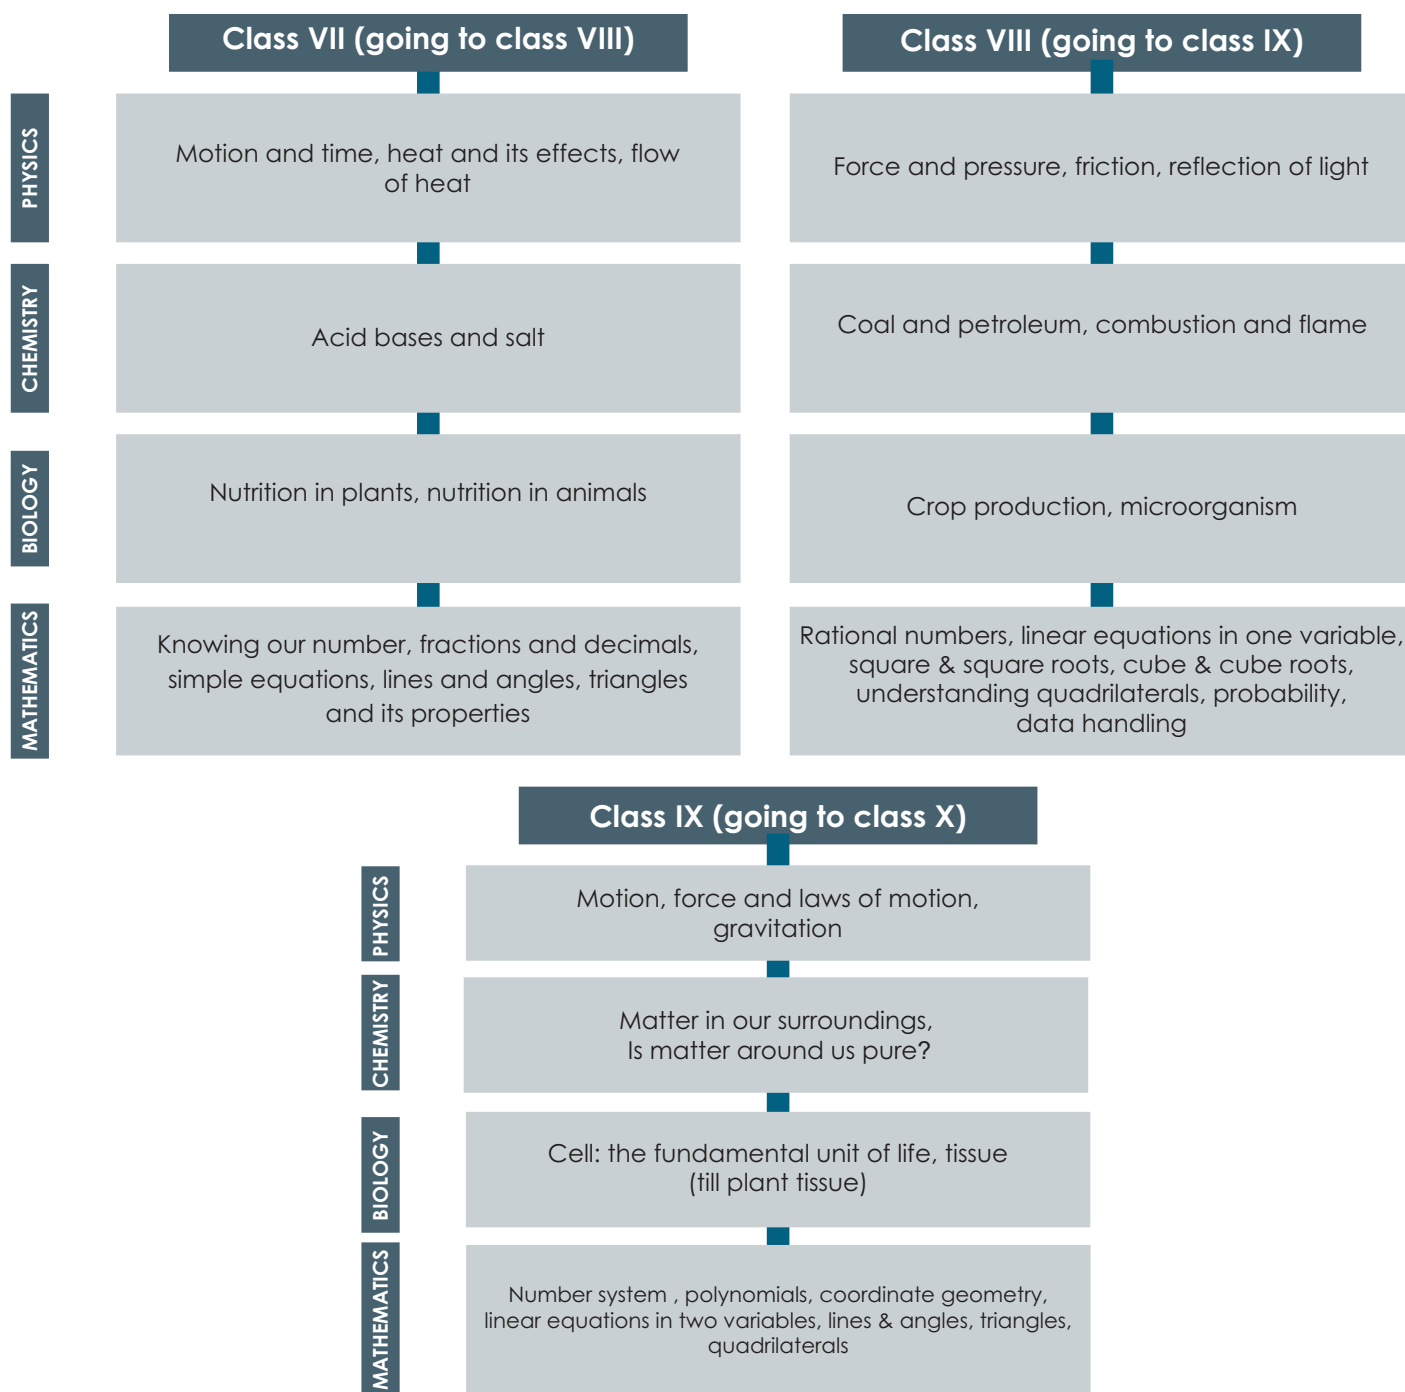 Class VII (going to class VIII)
PHYSICS
Motion and time, heat and its effects, flow
of heat
CHEMISTRY
Acid bases and salt
BIOLOGY
Nutrition in plants, nutrition in animals
MATHEMATICS
Knowing our number, fractions and decimals,
simple equations, lines and angles, triangles
and its properties
Class VIII (going to class IX)
Force and pressure, friction, reflection of light
Coal and petroleum, combustion and flame
Crop production, microorganism
Rational numbers, linear equations in one variable,
square & square roots, cube & cube roots,
understanding quadrilaterals, probability,
data handling
Class IX (going to class X)
PHYSICS
Motion, force and laws of motion,
gravitation
CHEMISTRY
Matter in our surroundings,
Is matter around us pure?
BIOLOGY
Cell: the fundamental unit of life, tissue
(till plant tissue)
MATHEMATICS
Number system , polynomials, coordinate geometry,
linear equations in two variables, lines & angles, triangles,
quadrilaterals